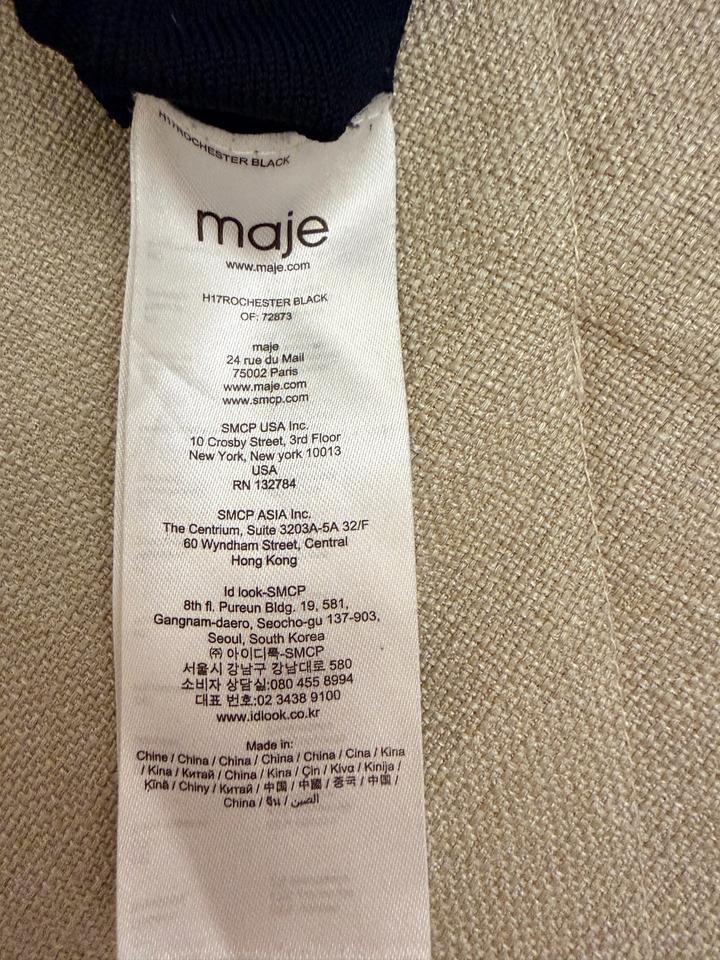 H17ROCHESTER BLACK
maje
www.maje.com
H17ROCHESTER BLACK
OF: 72873
maje
24 rue du Mail
75002 Paris
www.maje.com
www.smcp.com
SMCP USA Inc.
10 Crosby Street, 3rd Floor
New York, New york 10013
USA
RN 132784
SMCP ASIA Inc.
The Centrium, Suite 3203A-5A 32/F
60 Wyndham Street, Central
Hong Kong
Id look-SMCP
8th fl. Pureun Bldg. 19, 581,
Gangnam-daero, Seocho-gu 137-903,
Seoul, South Korea
㈜ 아이디룩-SMCP
서울시 강남구 강남대로 580
소비자 상담실:080 455 8994
대표 번호:02 3438 9100
www.idlook.co.kr
Made in:
Chine / China / China / China / China / Cina / Kina
/ Kina / Китай / China / Kina / Çin / Κίνα / Kinija /
Ķīnā / Chiny / Китай / 中国 / 中國 / 중국 / 中国 /
China / จีน / الصين